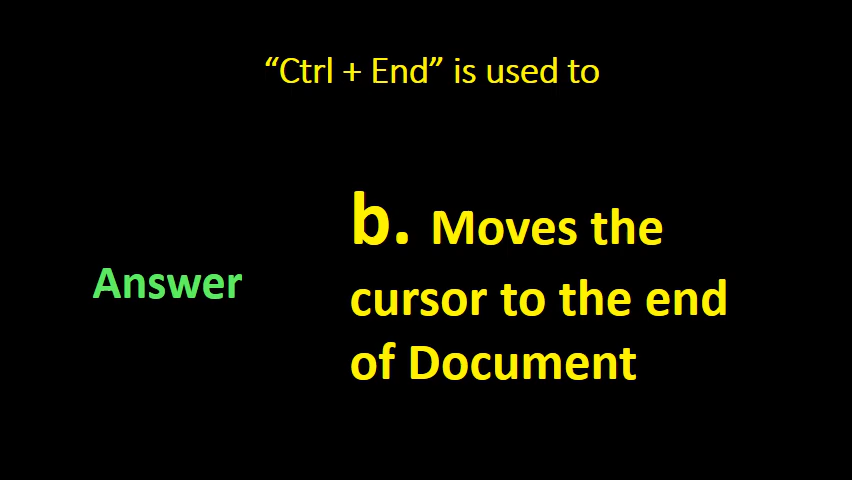 “Ctrl + End” is used to
b. Moves the
Answer
cursor to the end
of Document